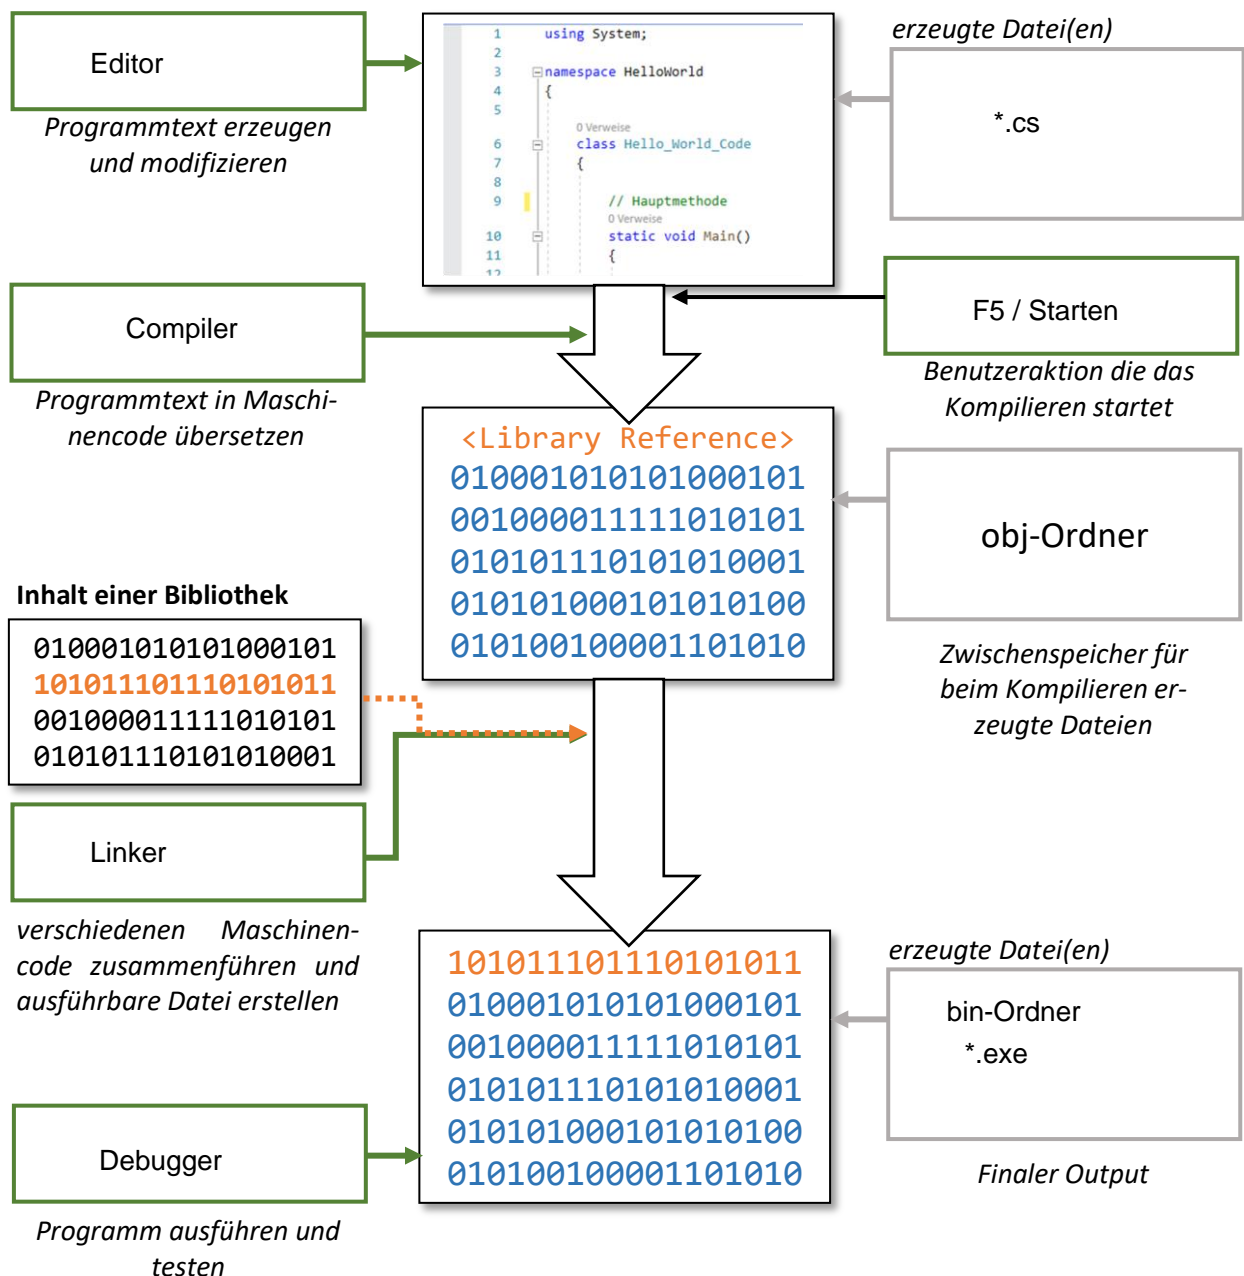 Editor
Programmtext erzeugen
und modifizieren
1 using System;
2
3 namespace HelloWorld
4 {
5
0 Verweise
6 class Hello_World_Code
7 {
8
9 // Hauptmethode
0 Verweise
10 static void Main()
11 {
12
erzeugte Datei(en)
*.cs
Compiler
Programmtext in Maschi-
nencode übersetzen
F5 / Starten
Benutzeraktion die das
Kompilieren startet
<Library Reference>
010001010101000101
001000011111010101
010101110101010001
010101000101010100
010100100001101010
obj-Ordner
Zwischenspeicher für
beim Kompilieren er-
zeugte Dateien
Inhalt einer Bibliothek
010001010101000101
101011101110101011
001000011111010101
010101110101010001
Linker
verschiedenen Maschinen-
code zusammenführen und
ausführbare Datei erstellen
101011101110101011
010001010101000101
001000011111010101
010101110101010001
010101000101010100
010100100001101010
erzeugte Datei(en)
bin-Ordner
*.exe
Finaler Output
Debugger
Programm ausführen und
testen